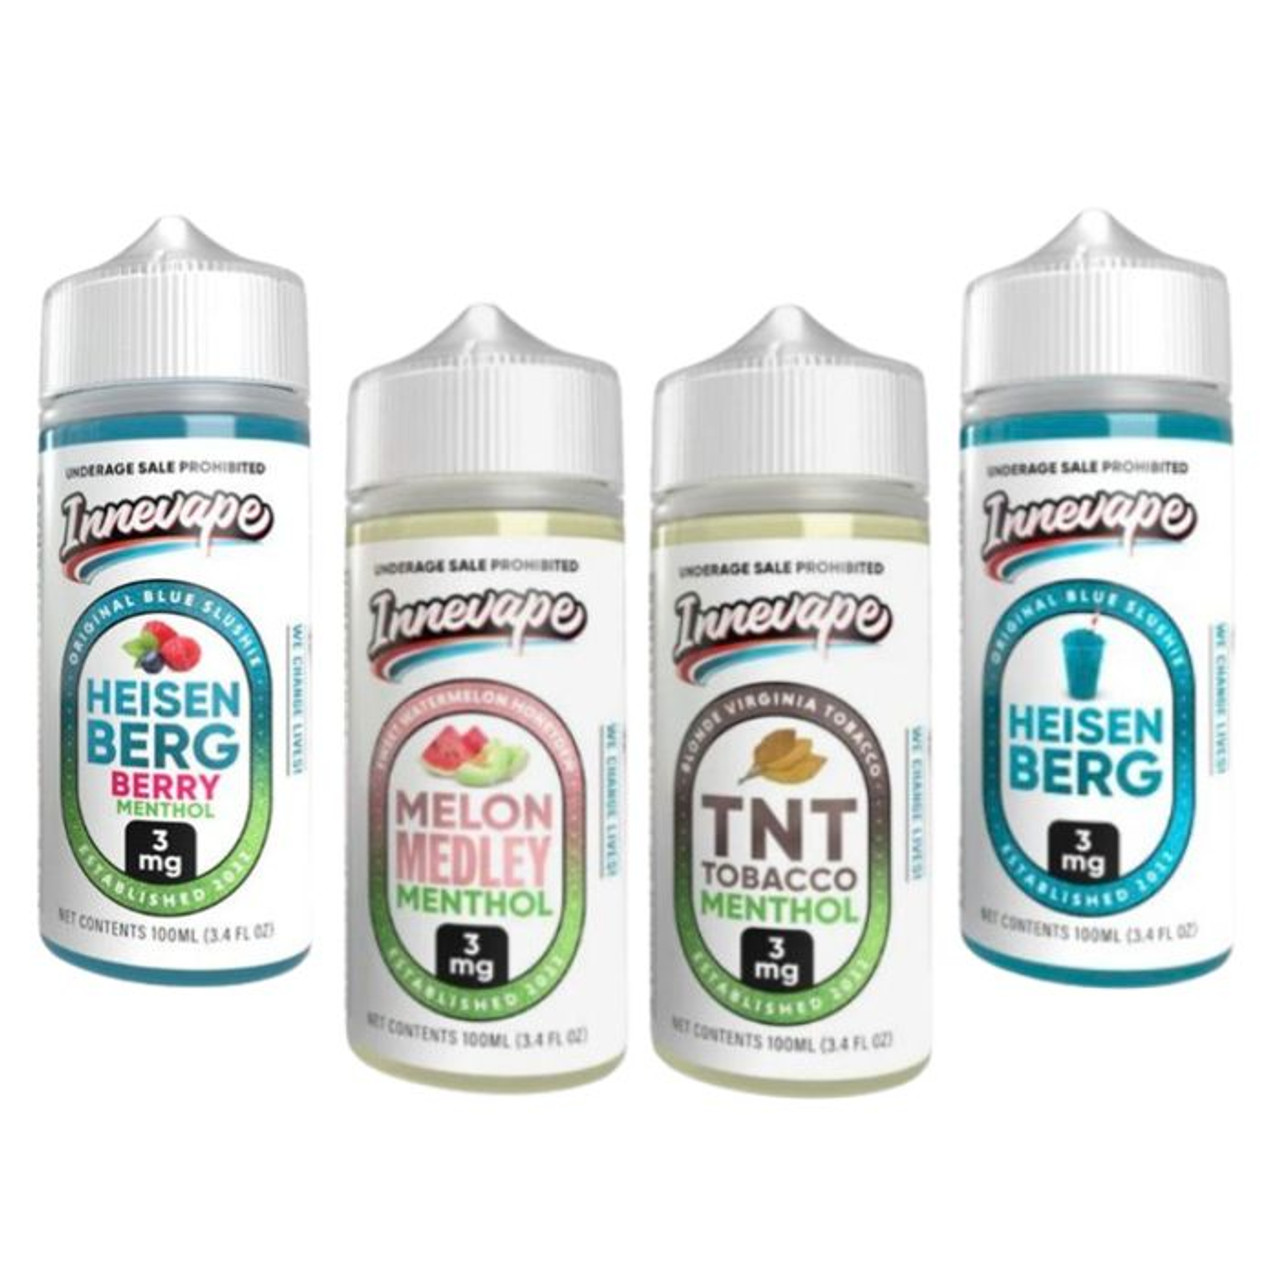 UNDERAGE SALE PROHIBITED
Innevape
ORIGINAL BLUE SLUSHIE
HEISEN
BERG
BERRY
MENTHOL
3
mg
ESTABLISHED 2012
NET CONTENTS 100ML (3.4 FL OZ)
WE CHANGE LIVES!
UNDERAGE SALE PROHIBITED
Innevape
SWEET WATERMELON HONEYDEW
MELON
MEDLEY
MENTHOL
3
mg
ESTABLISHED 2012
NET CONTENTS 100ML (3.4 FL OZ)
WE CHANGE LIVES!
UNDERAGE SALE PROHIBITED
Innevape
BLONDE VIRGINIA TOBACCO
TNT
TOBACCO
MENTHOL
3
mg
ESTABLISHED 2012
NET CONTENTS 100ML (3.4 FL OZ)
WE CHANGE LIVES!
UNDERAGE SALE PROHIBITED
Innevape
ORIGINAL BLUE SLUSHIE
HEISEN
BERG
3
mg
ESTABLISHED 2012
NET CONTENTS 100ML (3.4 FL OZ)
WE CHANGE LIVES!